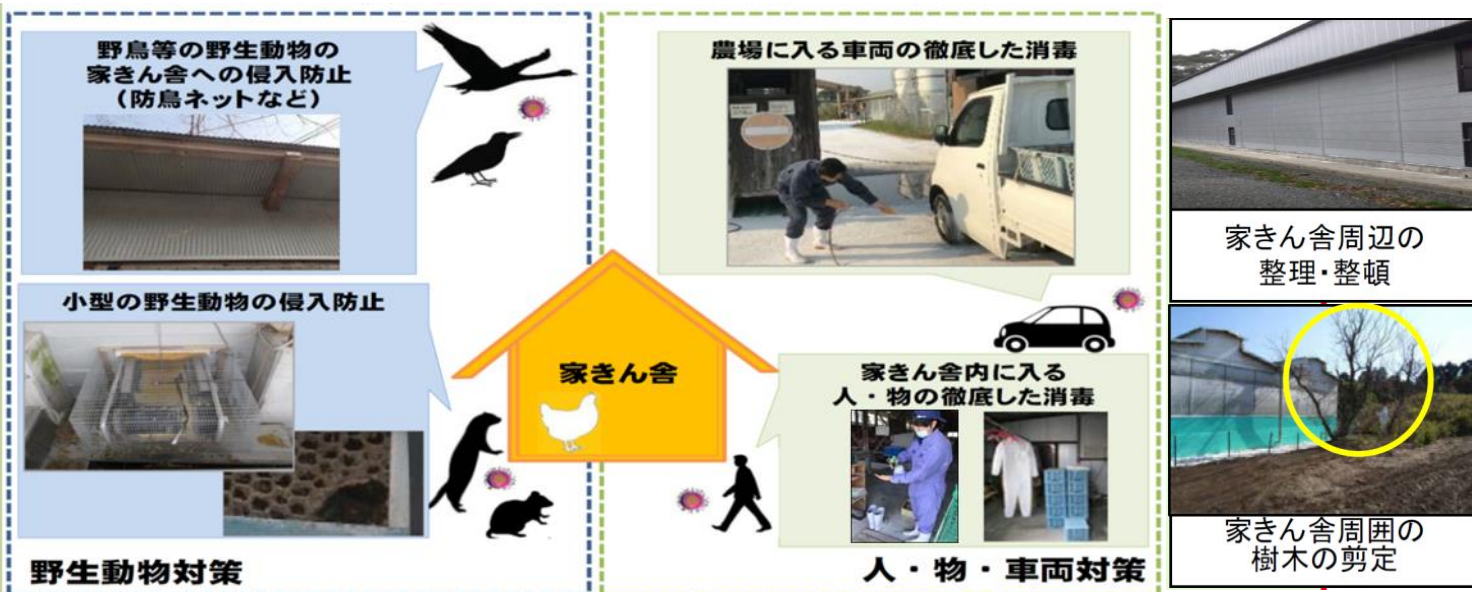 野鳥等の野生動物の
家きん舎への侵入防止
（防鳥ネットなど）
小型の野生動物の侵入防止
野生動物対策
家きん舎
農場に入る車両の徹底した消毒
家きん舎内に入る
人・物の徹底した消毒
人・物・車両対策
家きん舎周辺の
整理・整頓
家きん舎周囲の
樹木の剪定